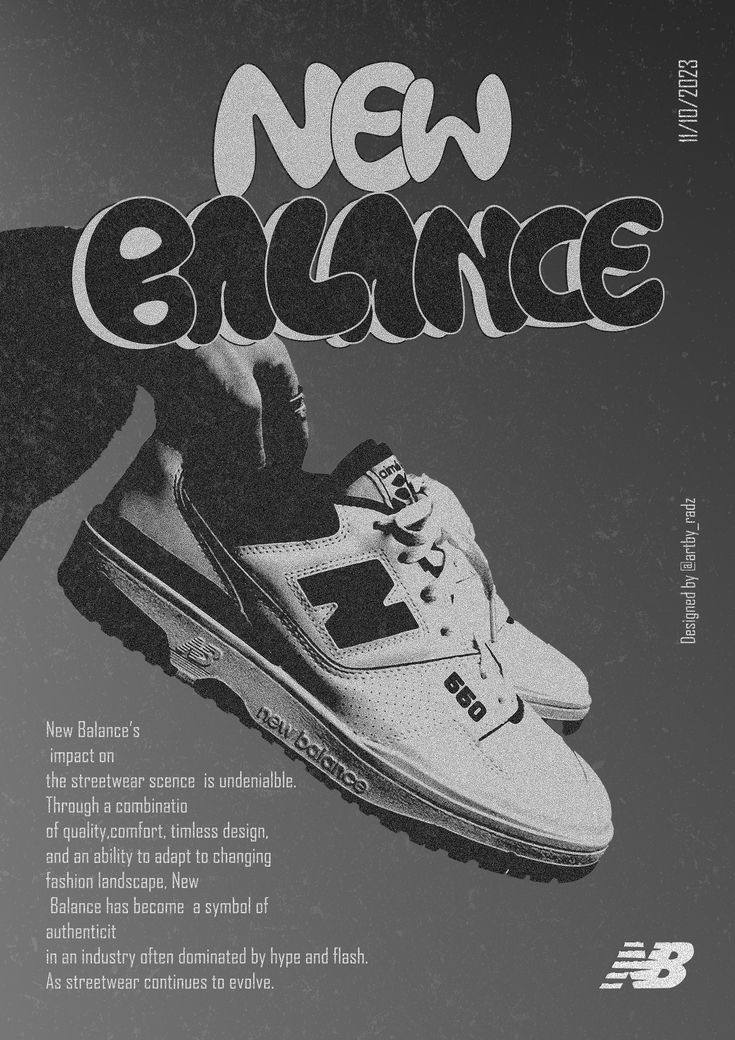 NEW
BALANCE
11/10/2023
aimé
550
new balance
Designed by @artby_radz
New Balance's
impact on
the streetwear scence is undenialble.
Through a combinatio
of quality,comfort, timless design,
and an ability to adapt to changing
fashion landscape, New
Balance has become a symbol of
authenticit
in an industry often dominated by hype and flash.
As streetwear continues to evolve.
NB